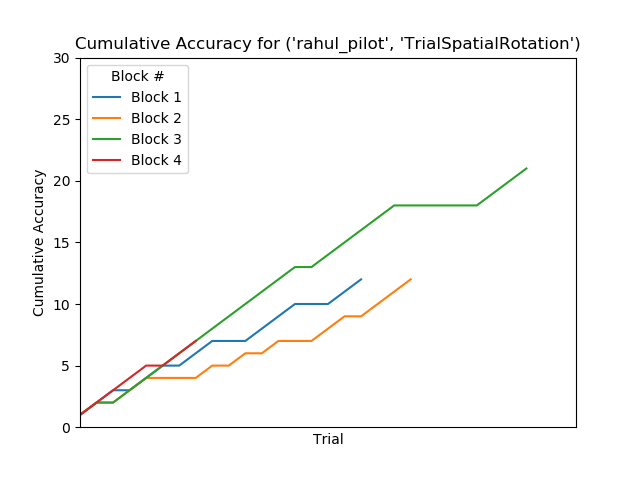 Cumulative Accuracy for ('rahul_pilot', 'TrialSpatialRotation')
30
25
20
15
10
5
0
Cumulative Accuracy
Block #
Block 1
Block 2
Block 3
Block 4
Trial